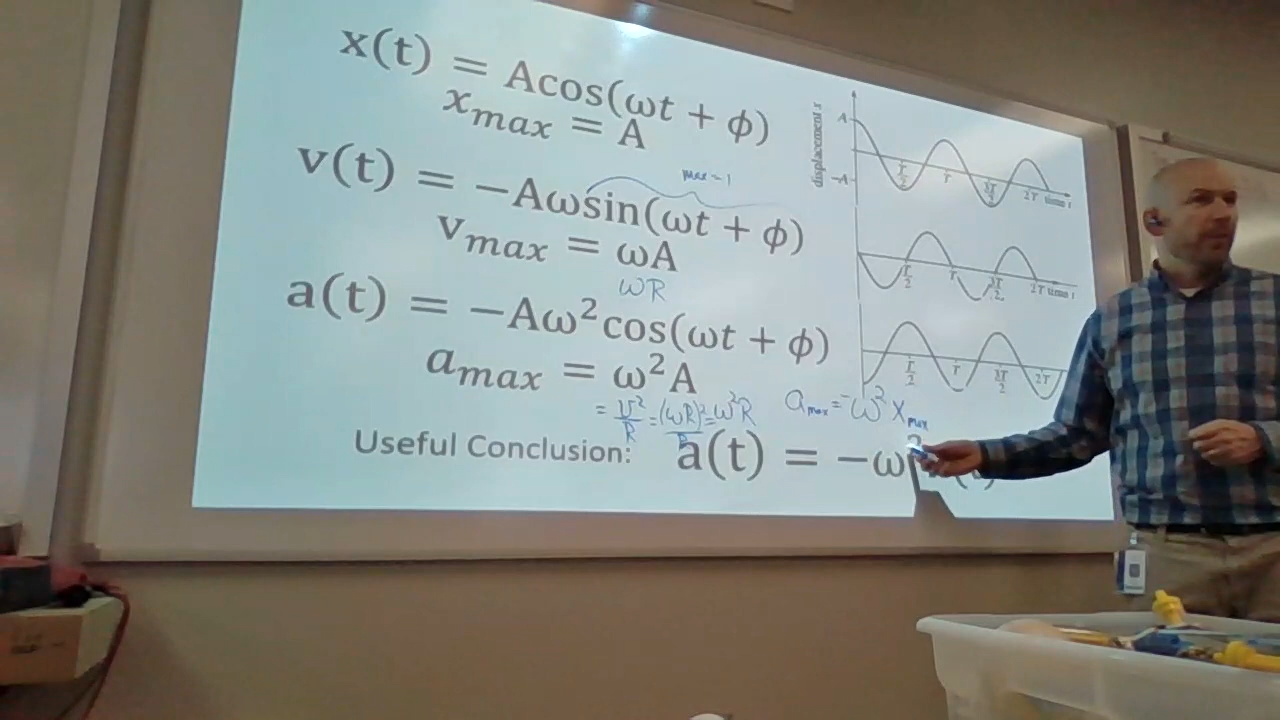 x(t) = Acos(ωt + ϕ)
x_max = A
v(t) = −Aωsin(ωt + ϕ)
max = 1
v_max = ωA
ωR
a(t) = −Aω²cos(ωt + ϕ)
a_max = ω²A
= v²/R = (ωR)²/R = ω²R
a_max = -ω² x_max
Useful Conclusion: a(t) = −ω
displacement x
A
−A
T/2
T
3T/2
2T time t
T/2
T
3T/2
2T time t
T/2
T
3T/2
2T